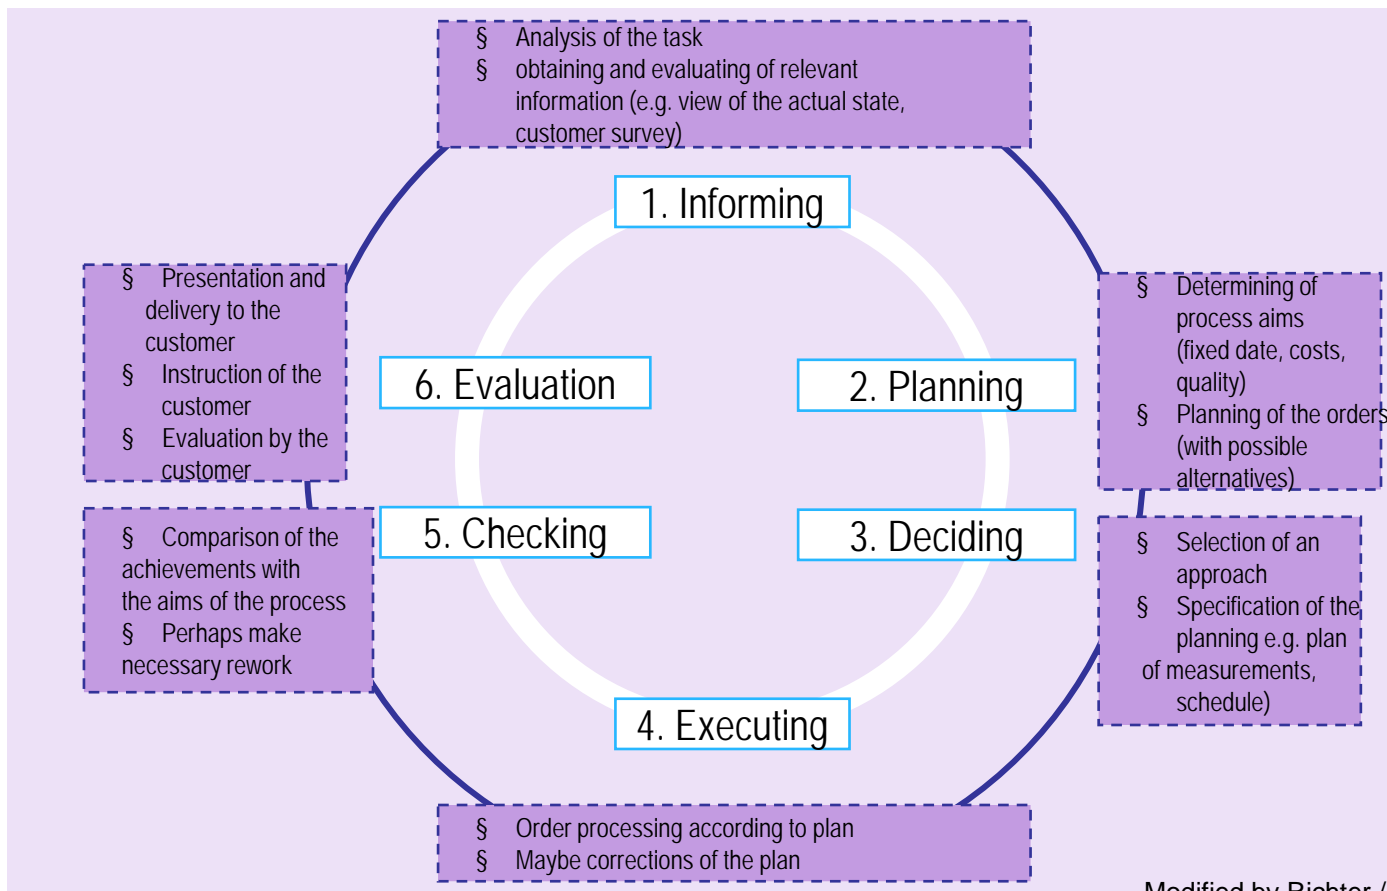 § Analysis of the task
§ obtaining and evaluating of relevant
information (e.g. view of the actual state,
customer survey)
1. Informing
§ Determining of
process aims
(fixed date, costs,
quality)
§ Planning of the orders
(with possible
alternatives)
2. Planning
§ Selection of an
approach
§ Specification of the
planning e.g. plan
of measurements,
schedule)
3. Deciding
4. Executing
§ Order processing according to plan
§ Maybe corrections of the plan
5. Checking
§ Comparison of the
achievements with
the aims of the process
§ Perhaps make
necessary rework
6. Evaluation
§ Presentation and
delivery to the
customer
§ Instruction of the
customer
§ Evaluation by the
customer
Modified by Richter /